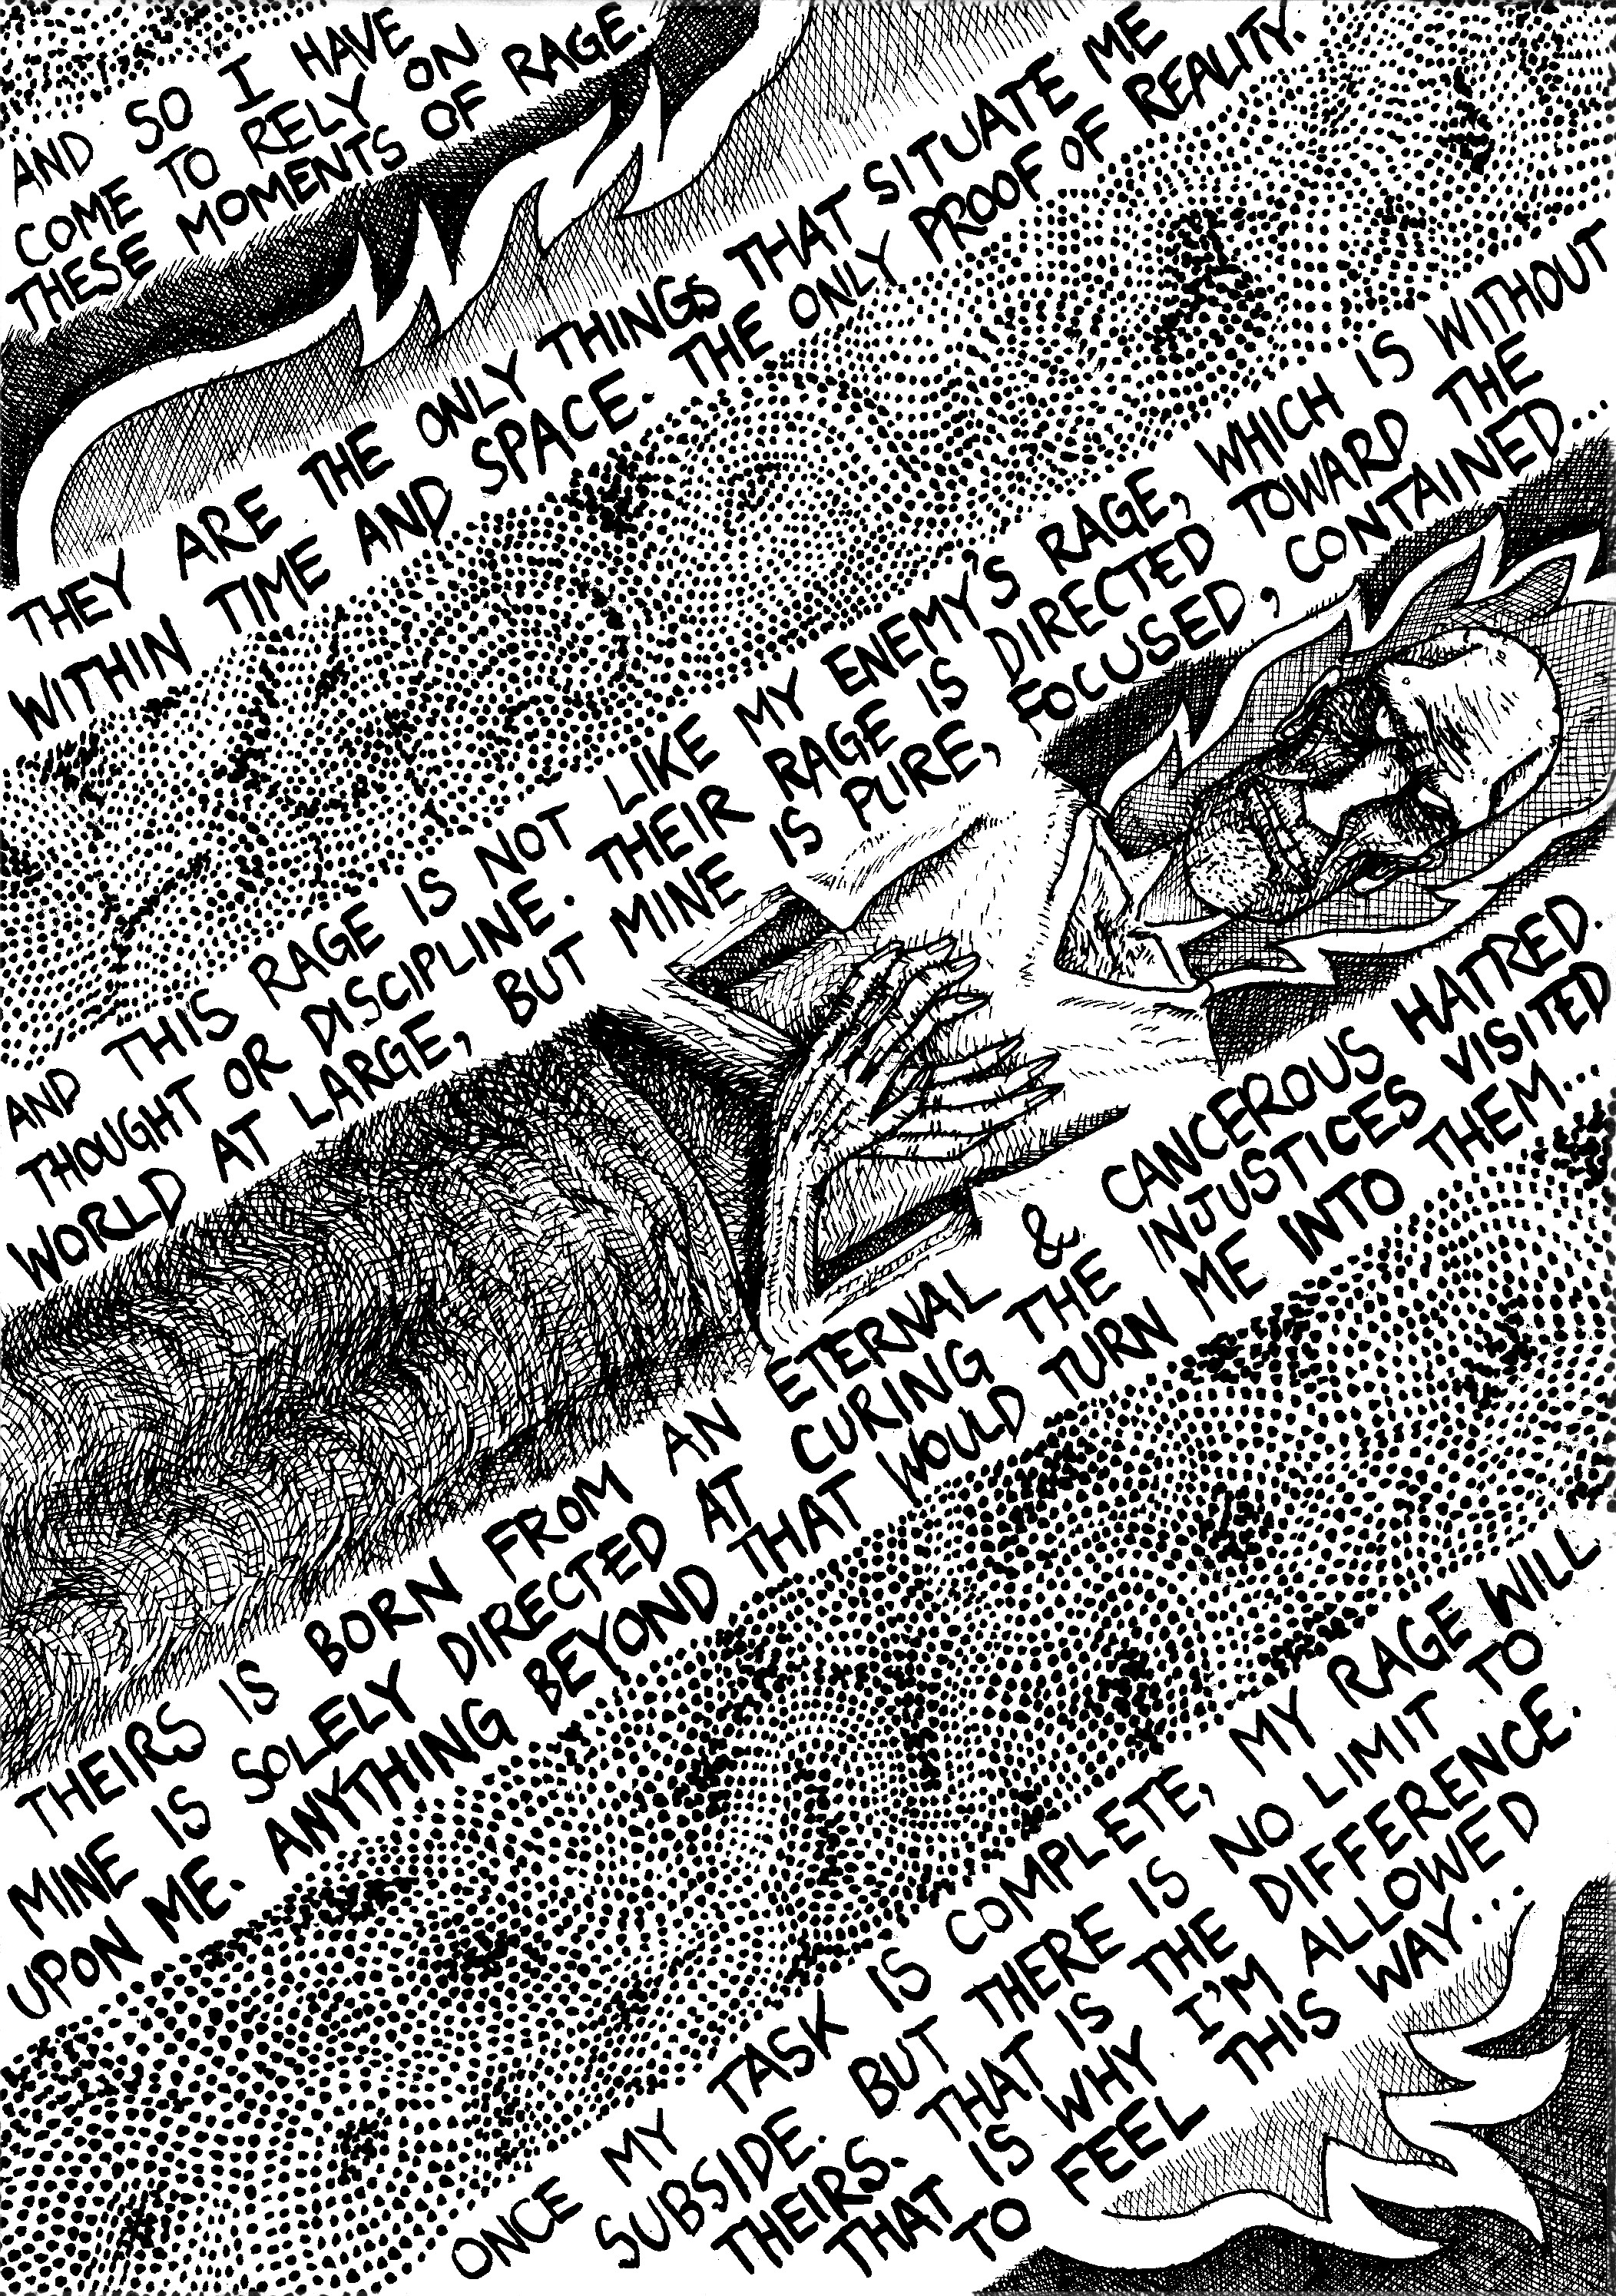 AND SO I HAVE
COME TO RELY ON
THESE MOMENTS OF RAGE.
THEY ARE THE ONLY THINGS THAT SITUATE ME
WITHIN TIME AND SPACE. THE ONLY PROOF OF REALITY.
AND THIS RAGE IS NOT LIKE MY ENEMY'S RAGE, WHICH IS WITHOUT
THOUGHT OR DISCIPLINE. THEIR RAGE IS DIRECTED TOWARD THE
WORLD AT LARGE, BUT MINE IS PURE, FOCUSED, CONTAINED...
THEIRS IS BORN FROM AN ETERNAL & CANCEROUS HATRED.
MINE IS SOLELY DIRECTED AT CURING THE INJUSTICES VISITED
UPON ME. ANYTHING BEYOND THAT WOULD TURN ME INTO THEM...
ONCE MY TASK IS COMPLETE, MY RAGE WILL
SUBSIDE. BUT THERE IS NO LIMIT TO
THEIRS. THAT IS THE DIFFERENCE.
THAT IS WHY I'M ALLOWED
TO FEEL THIS WAY...